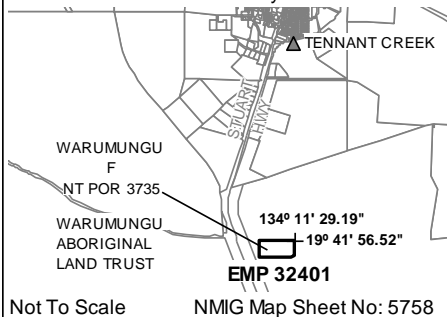 TENNANT CREEK
STUART
HWY
WARUMUNGU
F
NT POR 3735
WARUMUNGU
ABORIGINAL
LAND TRUST
134º 11' 29.19"
19º 41' 56.52"
EMP 32401
Not To Scale
NMIG Map Sheet No: 5758